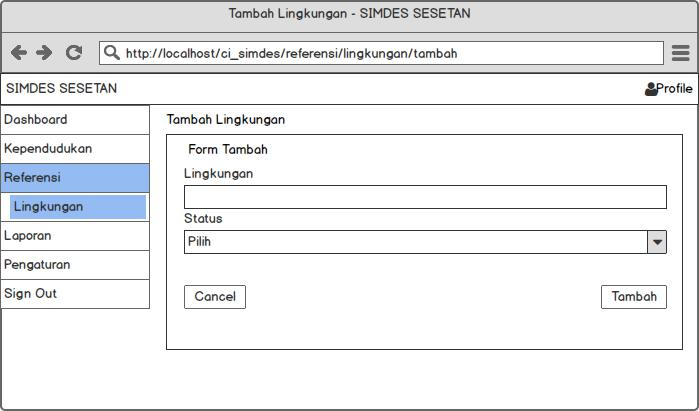 Tambah Lingkungan - SIMDES SESETAN
http://localhost/ci_simdes/referensi/lingkungan/tambah
SIMDES SESETAN
Profile
Dashboard
Kependudukan
Referensi
Lingkungan
Laporan
Pengaturan
Sign Out
Tambah Lingkungan
Form Tambah
Lingkungan
Status
Pilih
Cancel
Tambah